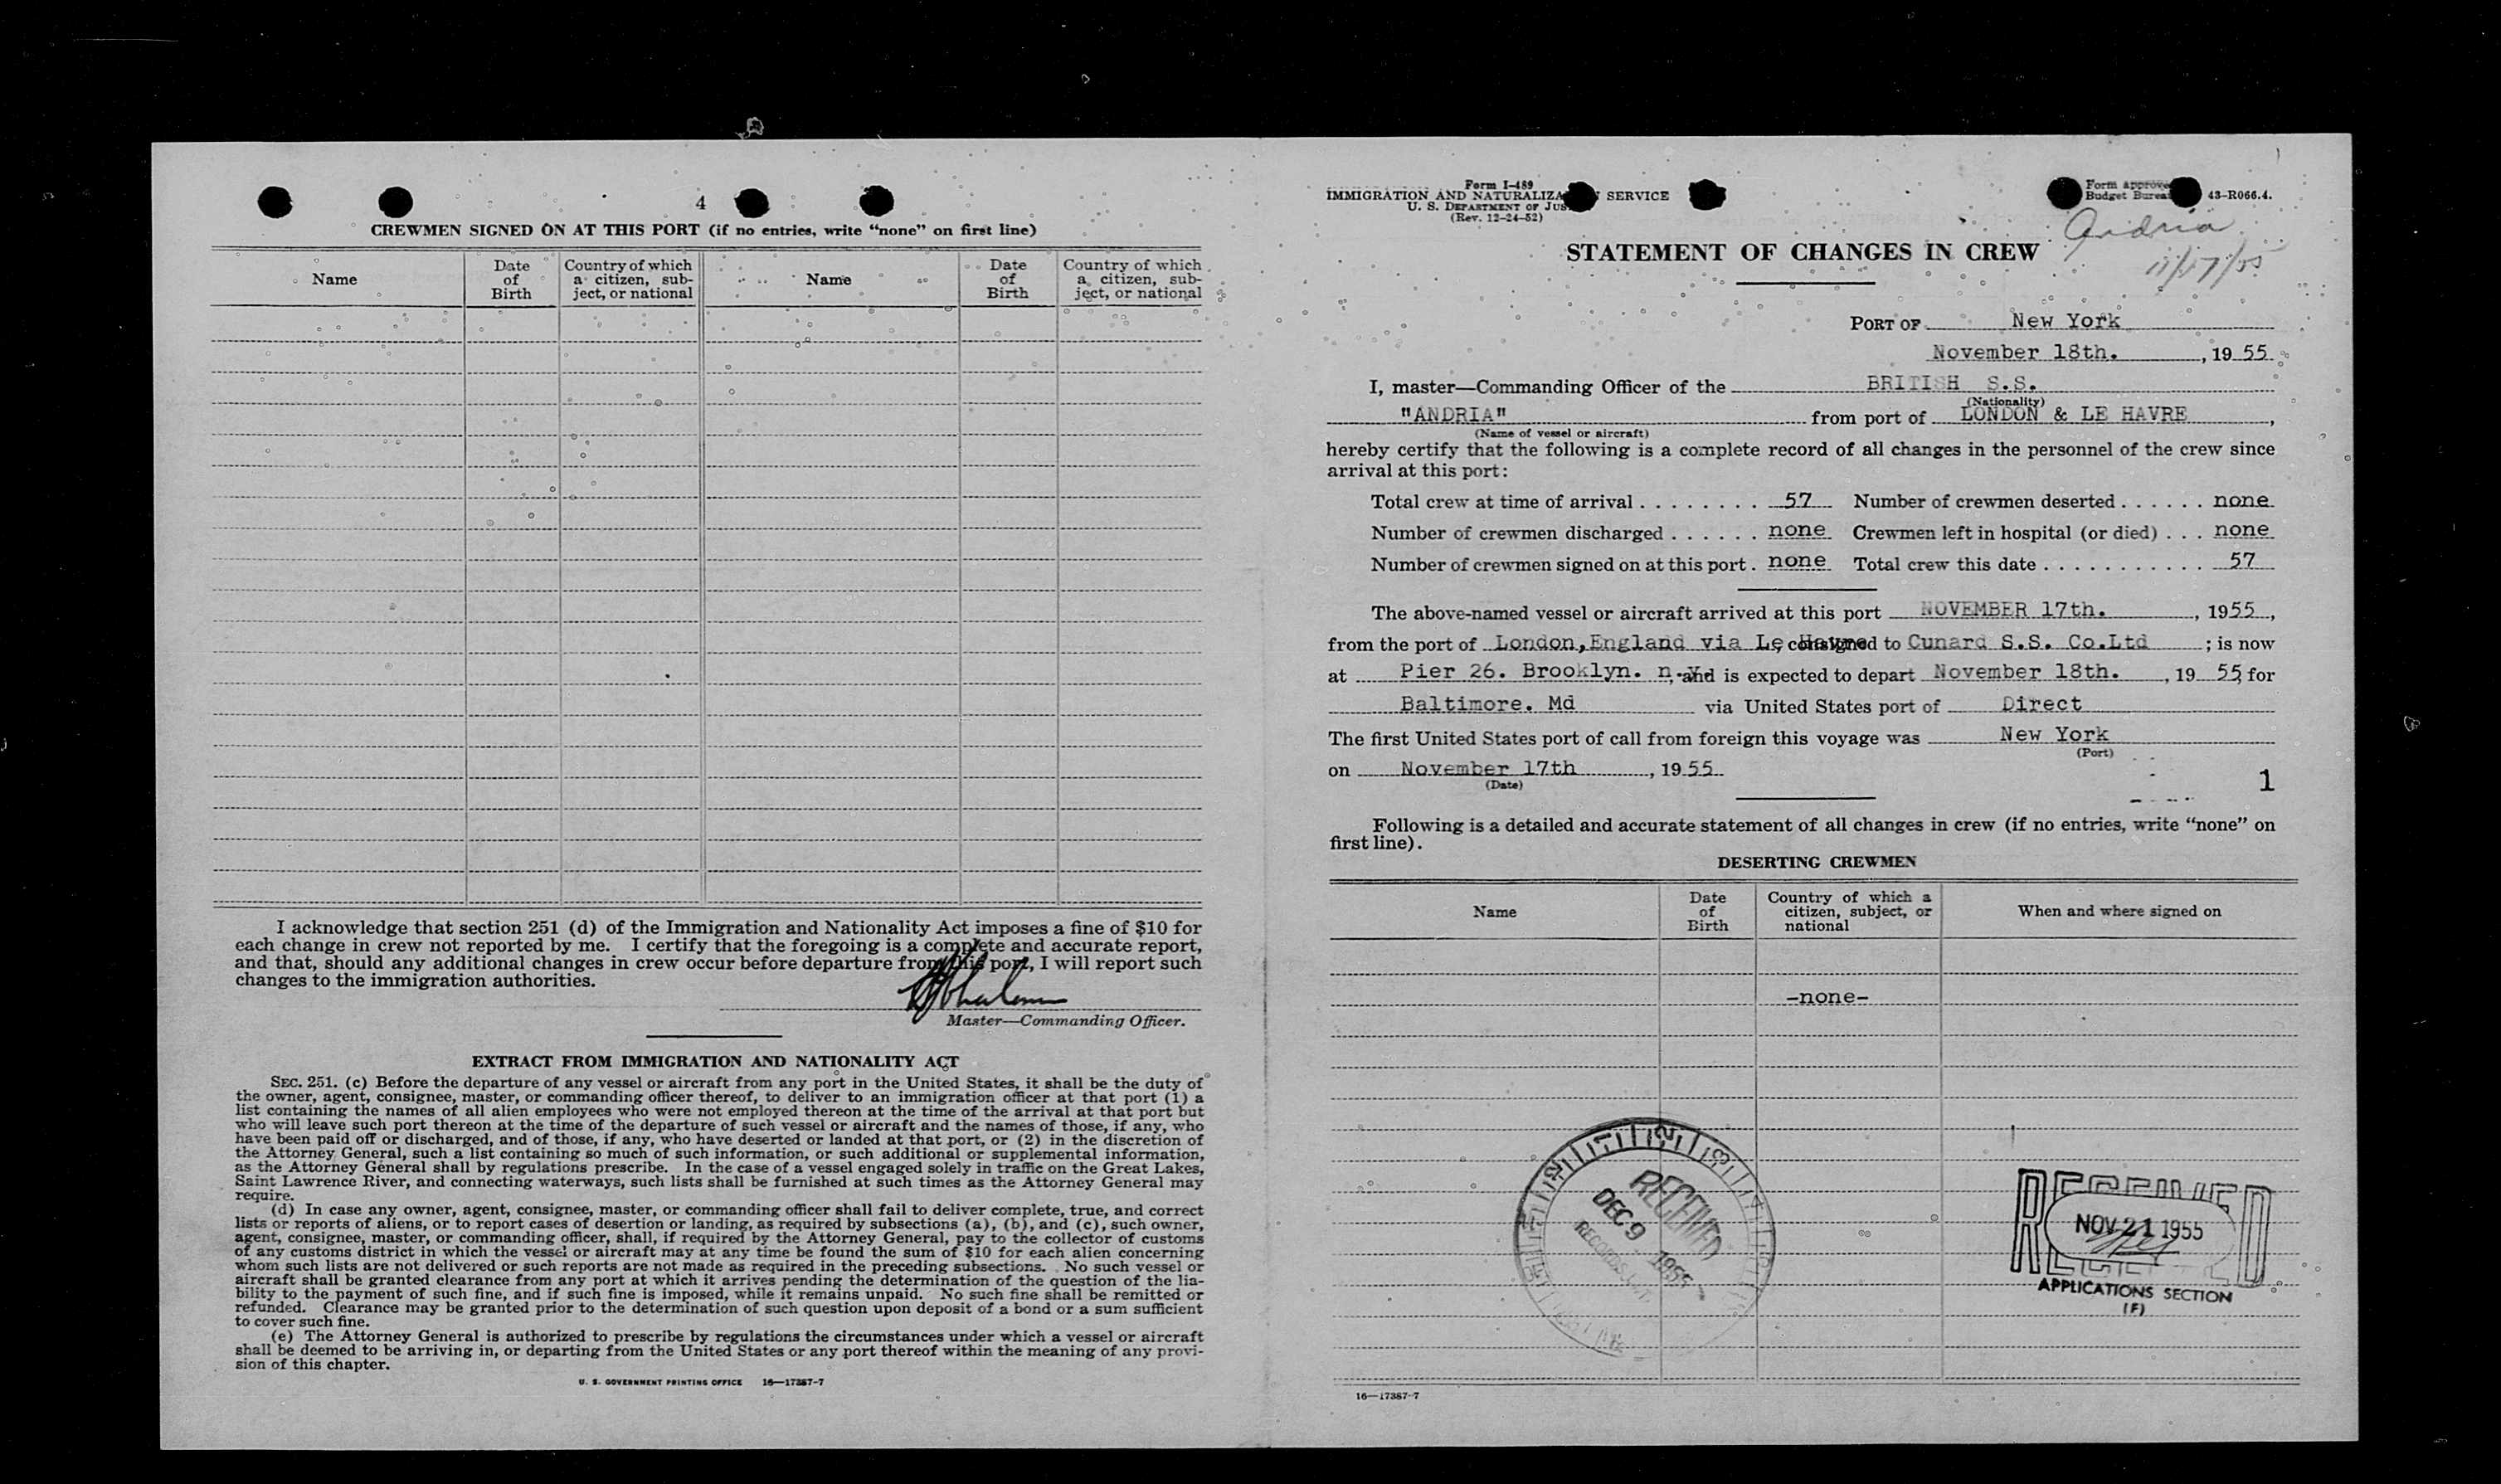 4
CREWMEN SIGNED ON AT THIS PORT (if no entries, write “none” on first line)
Name
Date of Birth
Country of which a citizen, subject, or national
Name
Date of Birth
Country of which a citizen, subject, or national
I acknowledge that section 251 (d) of the Immigration and Nationality Act imposes a fine of $10 for
each change in crew not reported by me. I certify that the foregoing is a complete and accurate report,
and that, should any additional changes in crew occur before departure from this port, I will report such
changes to the immigration authorities.
Master—Commanding Officer.
EXTRACT FROM IMMIGRATION AND NATIONALITY ACT
SEC. 251. (c) Before the departure of any vessel or aircraft from any port in the United States, it shall be the duty of
the owner, agent, consignee, master, or commanding officer thereof, to deliver to an immigration officer at that port (1) a
list containing the names of all alien employees who were not employed thereon at the time of the arrival at that port but
who will leave such port thereon at the time of the departure of such vessel or aircraft and the names of those, if any, who
have been paid off or discharged, and of those, if any, who have deserted or landed at that port, or (2) in the discretion of
the Attorney General, such a list containing so much of such information, or such additional or supplemental information,
as the Attorney General shall by regulations prescribe. In the case of a vessel engaged solely in traffic on the Great Lakes,
Saint Lawrence River, and connecting waterways, such lists shall be furnished at such times as the Attorney General may
require.
(d) In case any owner, agent, consignee, master, or commanding officer shall fail to deliver complete, true, and correct
lists or reports of aliens, or to report cases of desertion or landing, as required by subsections (a), (b), and (c), such owner,
agent, consignee, master, or commanding officer, shall, if required by the Attorney General, pay to the collector of customs
of any customs district in which the vessel or aircraft may at any time be found the sum of $10 for each alien concerning
whom such lists are not delivered or such reports are not made as required in the preceding subsections. No such vessel or
aircraft shall be granted clearance from any port at which it arrives pending the determination of the question of the lia-
bility to the payment of such fine, and if such fine is imposed, while it remains unpaid. No such fine shall be remitted or
refunded. Clearance may be granted prior to the determination of such question upon deposit of a bond or a sum sufficient
to cover such fine.
(e) The Attorney General is authorized to prescribe by regulations the circumstances under which a vessel or aircraft
shall be deemed to be arriving in, or departing from the United States or any port thereof within the meaning of any provi-
sion of this chapter.
U. S. GOVERNMENT PRINTING OFFICE 16—17387-7
Form I-489
IMMIGRATION AND NATURALIZATION SERVICE
U. S. DEPARTMENT OF JUSTICE
(Rev. 12-24-52)
Form approved
Budget Bureau 43-R066.4.
Andria
11/17/55
STATEMENT OF CHANGES IN CREW
PORT OF New York
November 18th. , 19 55
I, master—Commanding Officer of the BRITISH S.S.
(Nationality)
"ANDRIA" from port of LONDON & LE HAVRE ,
(Name of vessel or aircraft)
hereby certify that the following is a complete record of all changes in the personnel of the crew since
arrival at this port:
Total crew at time of arrival . . . . . . . . 57 Number of crewmen deserted . . . . . . none
Number of crewmen discharged . . . . . . none Crewmen left in hospital (or died) . . . none
Number of crewmen signed on at this port . none Total crew this date . . . . . . . . . . . . 57
The above-named vessel or aircraft arrived at this port NOVEMBER 17th. , 1955 ,
from the port of London,England via Le Havre, consigned to Cunard S.S. Co.Ltd ; is now
at Pier 26. Brooklyn. n.y., and is expected to depart November 18th. , 19 55, for
Baltimore. Md via United States port of Direct
The first United States port of call from foreign this voyage was New York
(Port)
on November 17th , 1955
(Date)
1
Following is a detailed and accurate statement of all changes in crew (if no entries, write “none” on
first line).
DESERTING CREWMEN
Name
Date of Birth
Country of which a citizen, subject, or national
When and where signed on
-none-
RECEIVED
DEC 9 1955
RECEIVED
NOV 21 1955
APPLICATIONS SECTION
(F)
16—17387-7